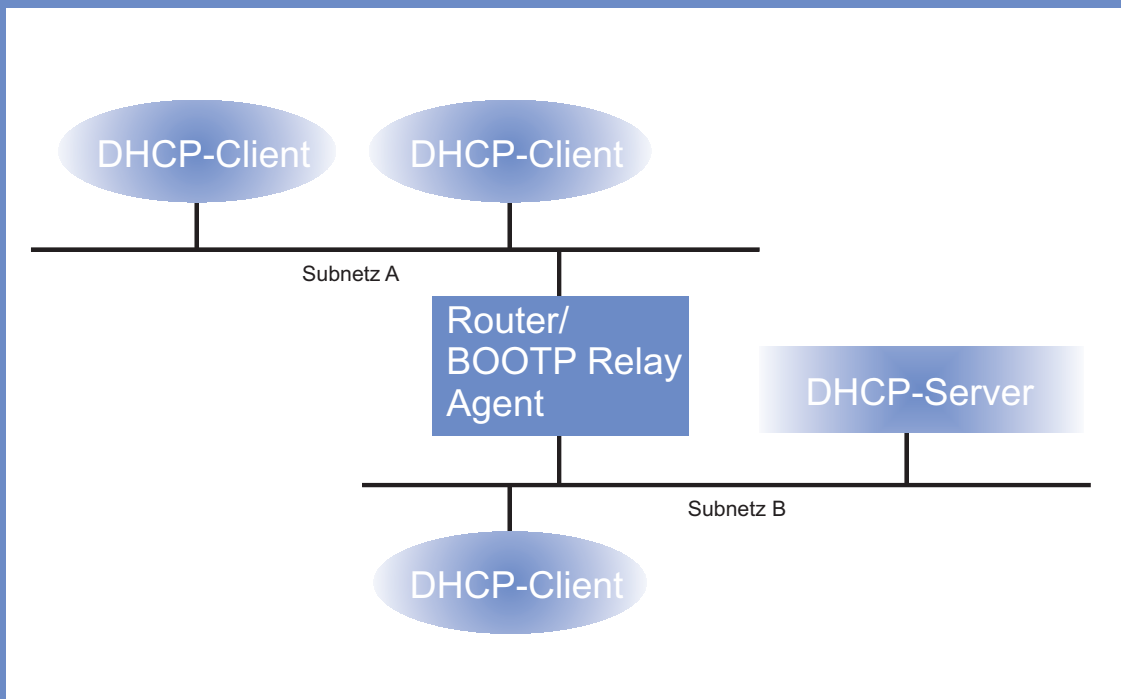 DHCP-Client
DHCP-Client
Subnetz A
Router/
BOOTP Relay
Agent
DHCP-Server
Subnetz B
DHCP-Client